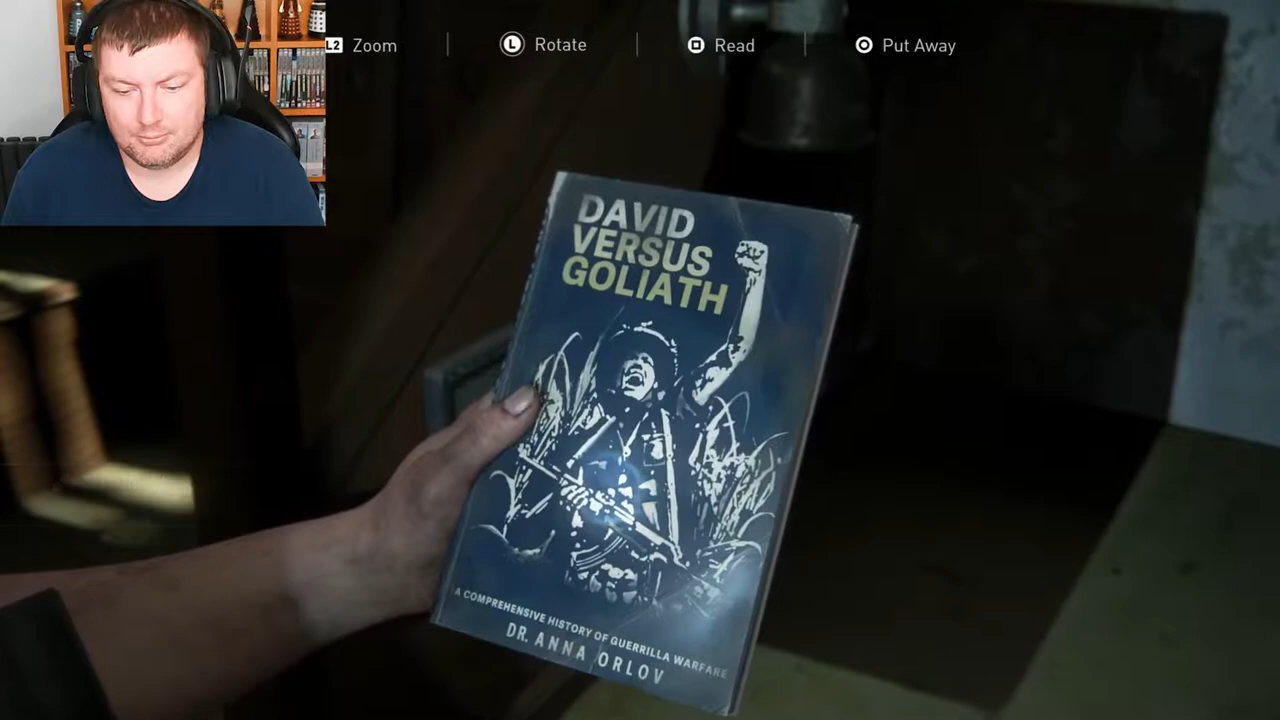 L2 Zoom
L Rotate
Read
Put Away
DAVID
VERSUS
GOLIATH
A COMPREHENSIVE HISTORY OF GUERRILLA WARFARE
DR. ANNA ORLOV